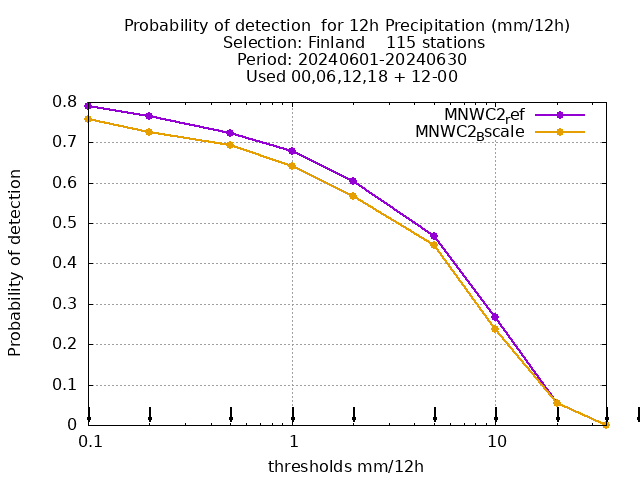 Probability of detection  for 12h Precipitation (mm/12h)
Selection: Finland    115 stations
Period: 20240601-20240630
Used 00,06,12,18 + 12-00
MNWC2ref
MNWC2Bscale
Probability of detection
0.8
0.7
0.6
0.5
0.4
0.3
0.2
0.1
0
0.1 1 10
thresholds mm/12h